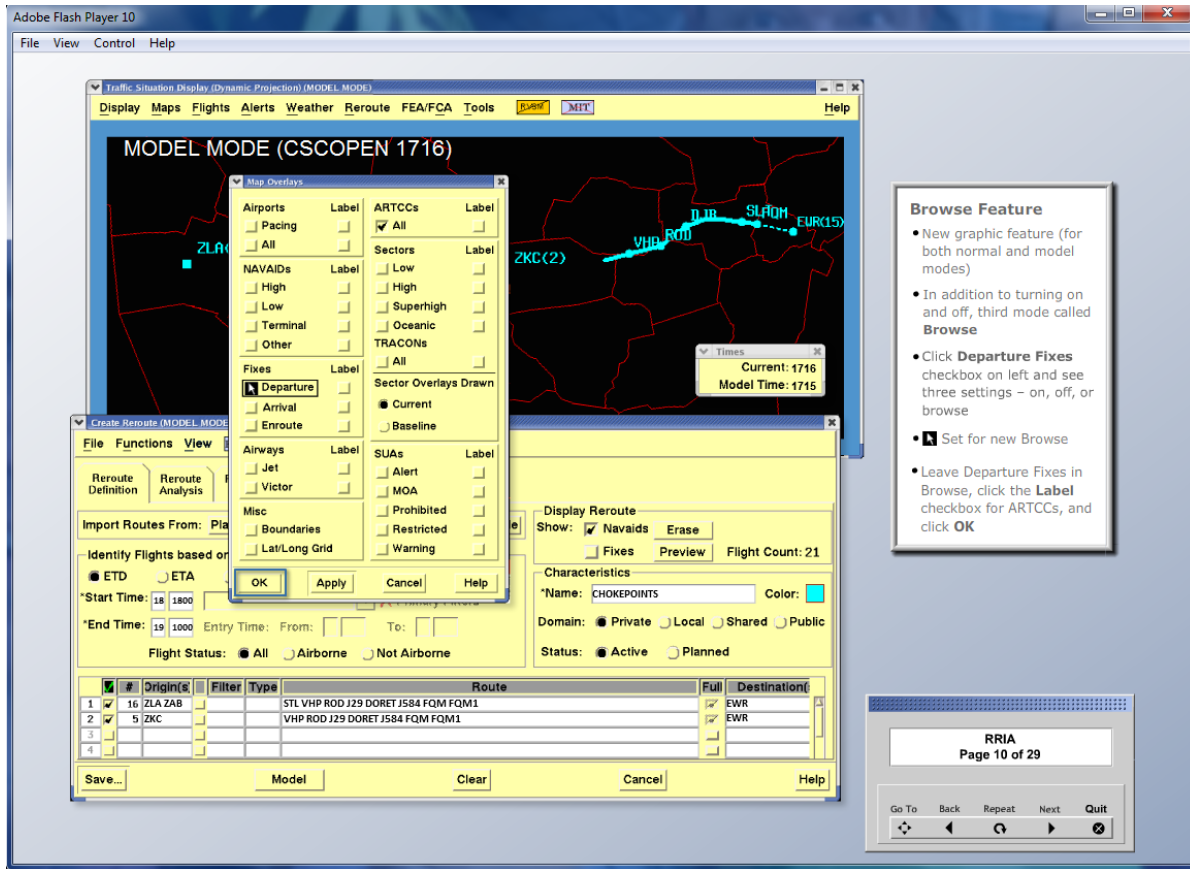 Adobe Flash Player 10
File View Control Help
Traffic Situation Display (Dynamic Projection) (MODEL MODE)
Display Maps Flights Alerts Weather Reroute FEA/FCA Tools RVSM MIT Help
MODEL MODE (CSCOPEN 1716)
ZLA(
ZKC(2)
VHP
ROD
DJB
SLAQM
EWR(15)
Times
Current: 1716
Model Time: 1715
Map Overlays
Airports Label
Pacing
All
NAVAIDs Label
High
Low
Terminal
Other
Fixes Label
Departure
Arrival
Enroute
Airways Label
Jet
Victor
Misc
Boundaries
Lat/Long Grid
ARTCCs Label
All
Sectors Label
Low
High
Superhigh
Oceanic
TRACONs
All
Sector Overlays Drawn
Current
Baseline
SUAs Label
Alert
MOA
Prohibited
Restricted
Warning
OK Apply Cancel Help
Create Reroute (MODEL MODE
File Functions View
Reroute Definition
Reroute Analysis
Import Routes From: Pla
Identify Flights based on
ETD ETA
*Start Time: 18 1800
*End Time: 19 1000 Entry Time: From: To:
Flight Status: All Airborne Not Airborne
Display Reroute
Show: Navaids Erase
Fixes Preview Flight Count: 21
Characteristics
*Name: CHOKEPOINTS Color:
Domain: Private Local Shared Public
Status: Active Planned
# Origin(s Filter Type Route Full Destination(
1 16 ZLA ZAB STL VHP ROD J29 DORET J584 FQM FQM1 EWR
2 5 ZKC VHP ROD J29 DORET J584 FQM FQM1 EWR
3
4
Save... Model Clear Cancel Help
Browse Feature
• New graphic feature (for
both normal and model
modes)
• In addition to turning on
and off, third mode called
Browse
• Click Departure Fixes
checkbox on left and see
three settings – on, off, or
browse
• Set for new Browse
• Leave Departure Fixes in
Browse, click the Label
checkbox for ARTCCs, and
click OK
RRIA
Page 10 of 29
Go To Back Repeat Next Quit